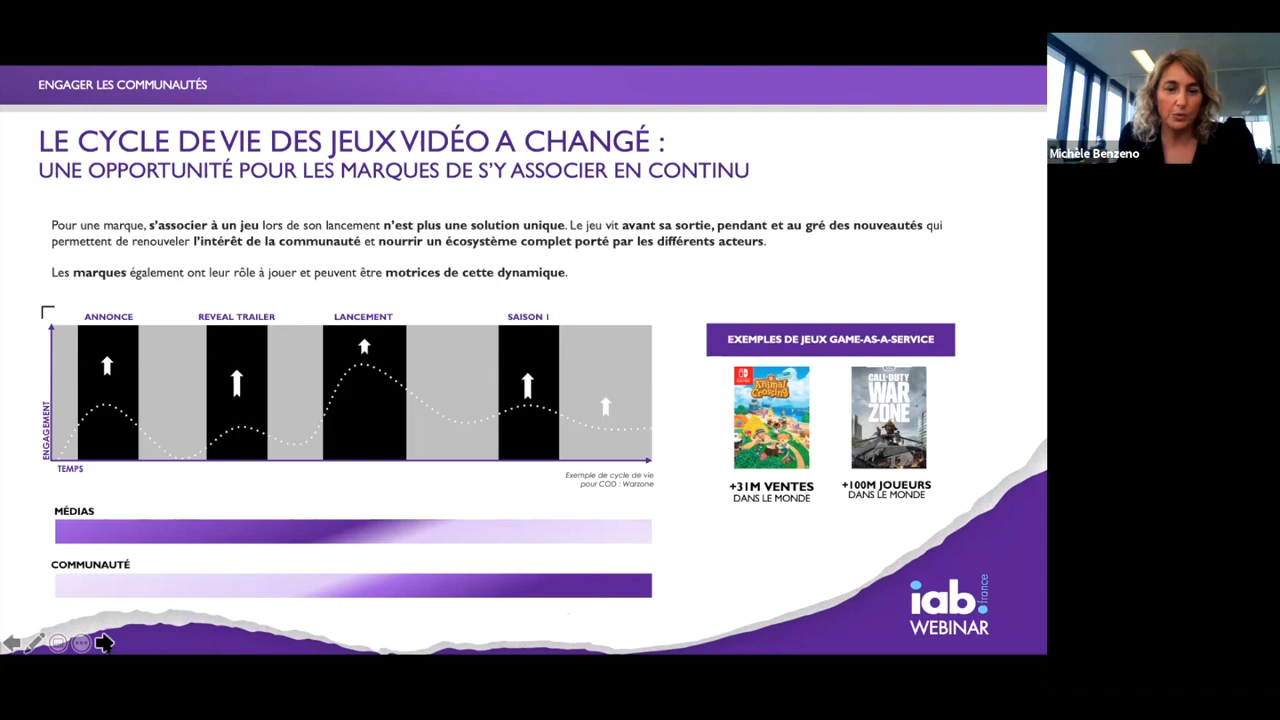 ENGAGER LES COMMUNAUTÉS
LE CYCLE DE VIE DES JEUX VIDÉO A CHANGÉ :
UNE OPPORTUNITÉ POUR LES MARQUES DE S'Y ASSOCIER EN CONTINU
Michèle Benzeno
Pour une marque, s'associer à un jeu lors de son lancement n'est plus une solution unique. Le jeu vit avant sa sortie, pendant et au gré des nouveautés qui
permettent de renouveler l'intérêt de la communauté et nourrir un écosystème complet porté par les différents acteurs.
Les marques également ont leur rôle à jouer et peuvent être motrices de cette dynamique.
ANNONCE
REVEAL TRAILER
LANCEMENT
SAISON 1
ENGAGEMENT
TEMPS
Exemple de cycle de vie
pour COD : Warzone
MÉDIAS
COMMUNAUTÉ
EXEMPLES DE JEUX GAME-AS-A-SERVICE
Animal
Crossing
CALL OF DUTY
WAR
ZONE
+31M VENTES
DANS LE MONDE
+100M JOUEURS
DANS LE MONDE
iab.
france
WEBINAR